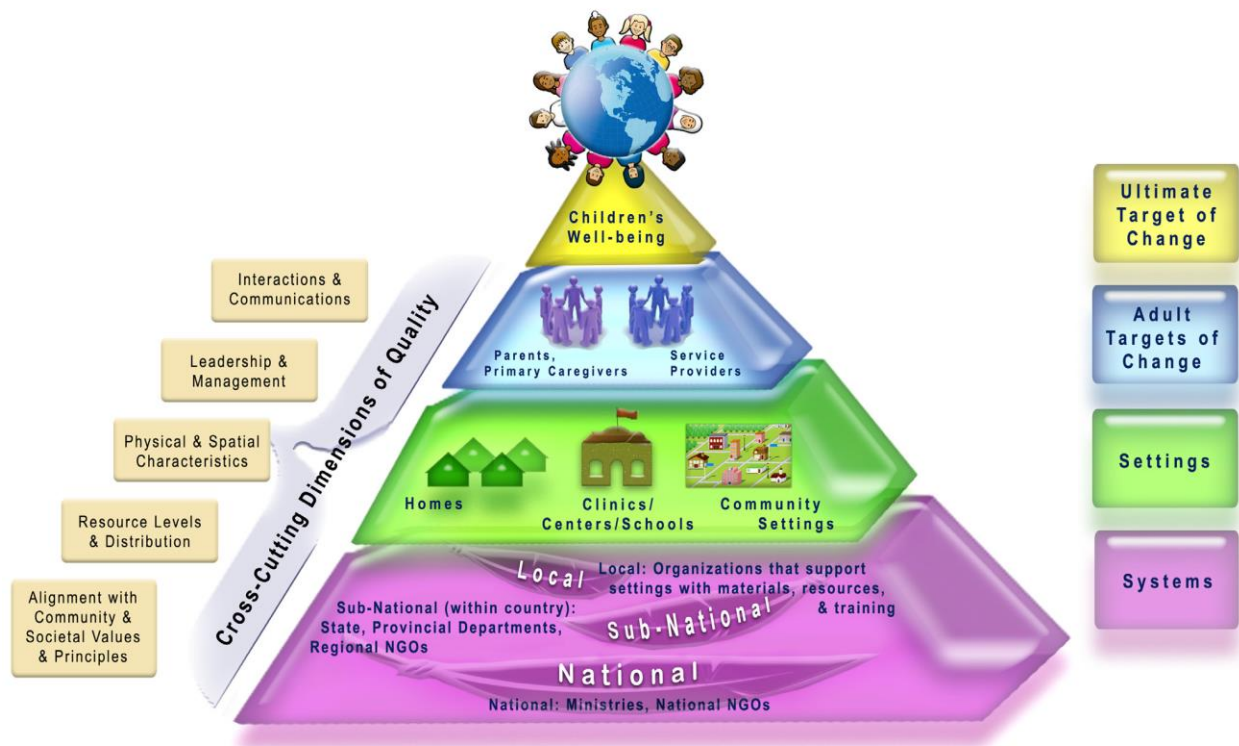 Children's
Well-being
Parents,
Primary Caregivers
Service
Providers
Homes
Clinics/
Centers/Schools
Community
Settings
Local
Local: Organizations that support
settings with materials, resources,
& training
Sub-National (within country):
State, Provincial Departments,
Regional NGOs
Sub-National
National
National: Ministries, National NGOs
Cross-Cutting Dimensions of Quality
Interactions &
Communications
Leadership &
Management
Physical & Spatial
Characteristics
Resource Levels
& Distribution
Alignment with
Community &
Societal Values
& Principles
Ultimate
Target of
Change
Adult
Targets of
Change
Settings
Systems